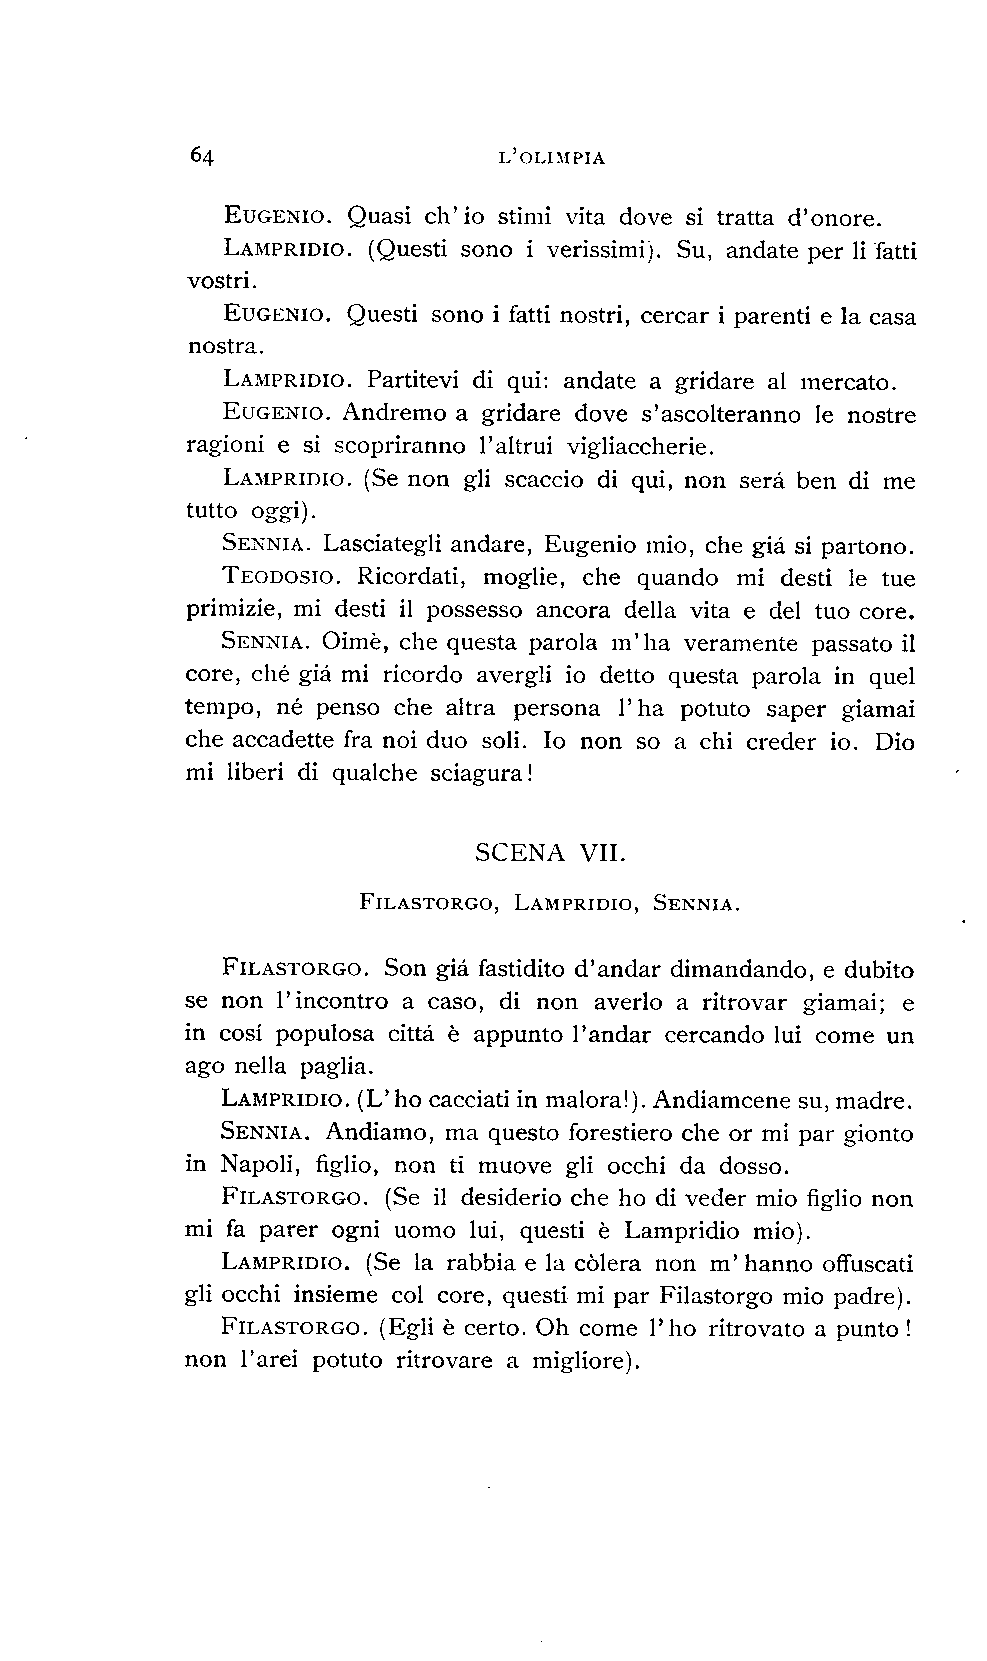 64 L'OLIMPIA
EUGENIO. Quasi ch' io stimi vita dove si tratta d'onore.
LAMPRIDIO. (Questi sono i verissimi). Su, andate per li fatti
vostri.
EUGENIO. Questi sono i fatti nostri, cercar i parenti e la casa
nostra.
LAMPRIDIO. Partitevi di qui: andate a gridare al mercato.
EUGENIO. Andremo a gridare dove s'ascolteranno le nostre
ragioni e si scopriranno l'altrui vigliaccherie.
LAMPRIDIO. (Se non gli scaccio di qui, non será ben di me
tutto oggi).
SENNIA. Lasciategli andare, Eugenio mio, che giá si partono.
TEODOSIO. Ricordati, moglie, che quando mi desti le tue
primizie, mi desti il possesso ancora della vita e del tuo core.
SENNIA. Oimè, che questa parola m'ha veramente passato il
core, ché giá mi ricordo avergli io detto questa parola in quel
tempo, né penso che altra persona l'ha potuto saper giamai
che accadette fra noi duo soli. Io non so a chi creder io. Dio
mi liberi di qualche sciagura!
SCENA VII.
FILASTORGO, LAMPRIDIO, SENNIA.
FILASTORGO. Son giá fastidito d'andar dimandando, e dubito
se non l'incontro a caso, di non averlo a ritrovar giamai; e
in cosí populosa cittá è appunto l'andar cercando lui come un
ago nella paglia.
LAMPRIDIO. (L'ho cacciati in malora!). Andiamcene su, madre.
SENNIA. Andiamo, ma questo forestiero che or mi par gionto
in Napoli, figlio, non ti muove gli occhi da dosso.
FILASTORGO. (Se il desiderio che ho di veder mio figlio non
mi fa parer ogni uomo lui, questi è Lampridio mio).
LAMPRIDIO. (Se la rabbia e la còlera non m'hanno offuscati
gli occhi insieme col core, questi mi par Filastorgo mio padre).
FILASTORGO. (Egli è certo. Oh come l'ho ritrovato a punto!
non l'arei potuto ritrovare a migliore).